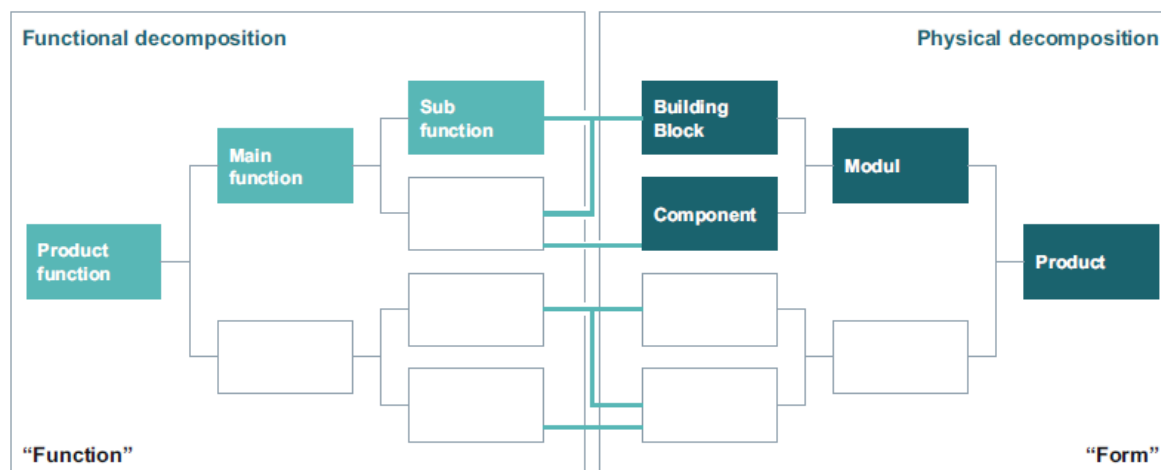 Functional decomposition
Physical decomposition
Sub
function
Building
Block
Main
function
Modul
Component
Product
function
Product
“Function”
“Form”